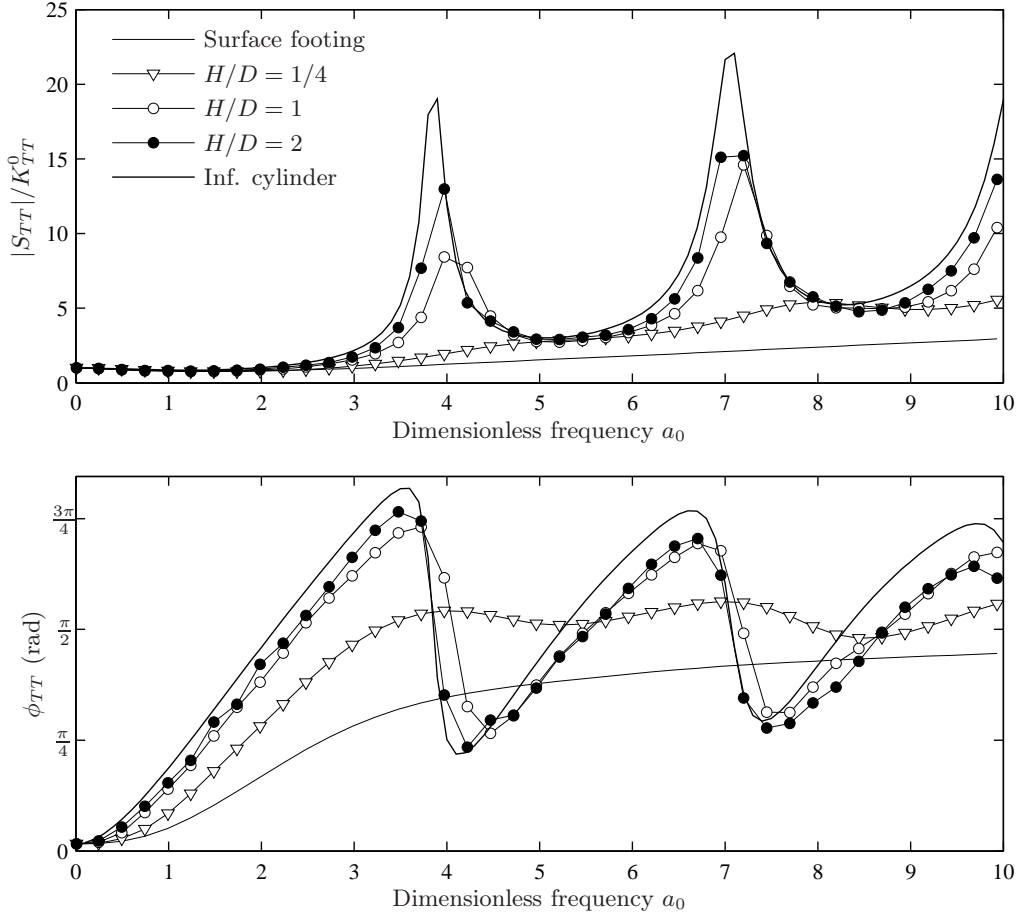 25
20
15
10
5
0
|S_{TT}|/K^0_{TT}
Surface footing
H/D = 1/4
H/D = 1
H/D = 2
Inf. cylinder
0 1 2 3 4 5 6 7 8 9 10
Dimensionless frequency a_0
3π/4
π/2
π/4
0
ϕ_{TT} (rad)
0 1 2 3 4 5 6 7 8 9 10
Dimensionless frequency a_0